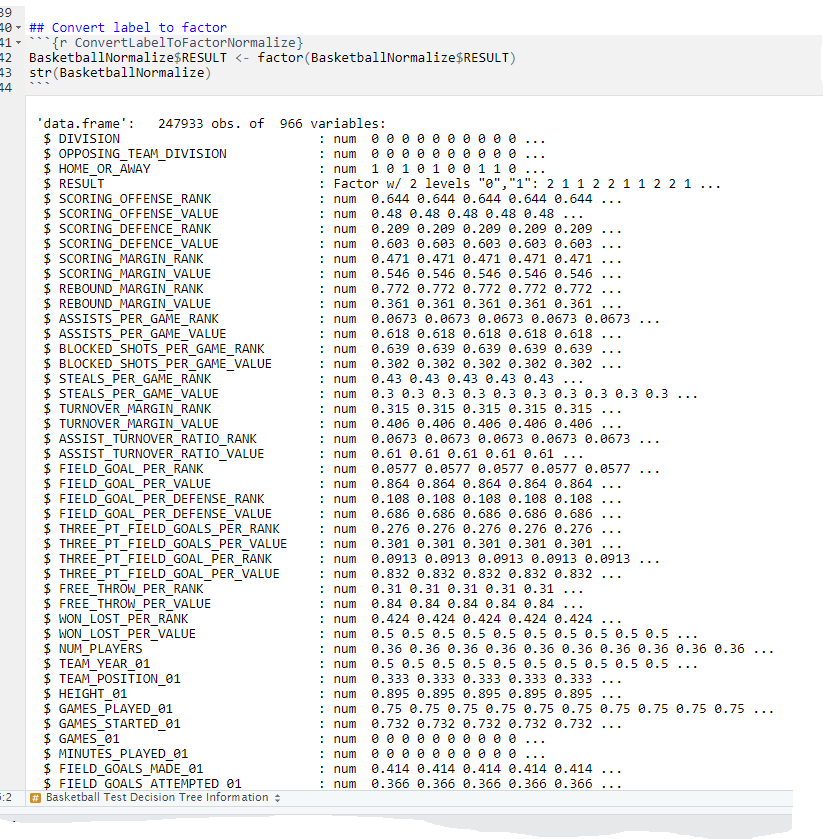 39
40 ## Convert label to factor
41 ```{r ConvertLabelToFactorNormalize}
42 BasketballNormalize$RESULT <- factor(BasketballNormalize$RESULT)
43 str(BasketballNormalize)
44 ```
'data.frame':   247933 obs. of  966 variables:
$ DIVISION : num 0 0 0 0 0 0 0 0 0 0 ...
$ OPPOSING_TEAM_DIVISION : num 0 0 0 0 0 0 0 0 0 0 ...
$ HOME_OR_AWAY : num 1 0 1 0 1 0 0 1 1 0 ...
$ RESULT : Factor w/ 2 levels "0","1": 2 1 1 2 2 1 1 2 2 1 ...
$ SCORING_OFFENSE_RANK : num 0.644 0.644 0.644 0.644 0.644 ...
$ SCORING_OFFENSE_VALUE : num 0.48 0.48 0.48 0.48 0.48 ...
$ SCORING_DEFENCE_RANK : num 0.209 0.209 0.209 0.209 0.209 ...
$ SCORING_DEFENCE_VALUE : num 0.603 0.603 0.603 0.603 0.603 ...
$ SCORING_MARGIN_RANK : num 0.471 0.471 0.471 0.471 0.471 ...
$ SCORING_MARGIN_VALUE : num 0.546 0.546 0.546 0.546 0.546 ...
$ REBOUND_MARGIN_RANK : num 0.772 0.772 0.772 0.772 0.772 ...
$ REBOUND_MARGIN_VALUE : num 0.361 0.361 0.361 0.361 0.361 ...
$ ASSISTS_PER_GAME_RANK : num 0.0673 0.0673 0.0673 0.0673 0.0673 ...
$ ASSISTS_PER_GAME_VALUE : num 0.618 0.618 0.618 0.618 0.618 ...
$ BLOCKED_SHOTS_PER_GAME_RANK : num 0.639 0.639 0.639 0.639 0.639 ...
$ BLOCKED_SHOTS_PER_GAME_VALUE : num 0.302 0.302 0.302 0.302 0.302 ...
$ STEALS_PER_GAME_RANK : num 0.43 0.43 0.43 0.43 0.43 ...
$ STEALS_PER_GAME_VALUE : num 0.3 0.3 0.3 0.3 0.3 0.3 0.3 0.3 0.3 0.3 ...
$ TURNOVER_MARGIN_RANK : num 0.315 0.315 0.315 0.315 0.315 ...
$ TURNOVER_MARGIN_VALUE : num 0.406 0.406 0.406 0.406 0.406 ...
$ ASSIST_TURNOVER_RATIO_RANK : num 0.0673 0.0673 0.0673 0.0673 0.0673 ...
$ ASSIST_TURNOVER_RATIO_VALUE : num 0.61 0.61 0.61 0.61 0.61 ...
$ FIELD_GOAL_PER_RANK : num 0.0577 0.0577 0.0577 0.0577 0.0577 ...
$ FIELD_GOAL_PER_VALUE : num 0.864 0.864 0.864 0.864 0.864 ...
$ FIELD_GOAL_PER_DEFENSE_RANK : num 0.108 0.108 0.108 0.108 0.108 ...
$ FIELD_GOAL_PER_DEFENSE_VALUE : num 0.686 0.686 0.686 0.686 0.686 ...
$ THREE_PT_FIELD_GOALS_PER_RANK : num 0.276 0.276 0.276 0.276 0.276 ...
$ THREE_PT_FIELD_GOALS_PER_VALUE : num 0.301 0.301 0.301 0.301 0.301 ...
$ THREE_PT_FIELD_GOAL_PER_RANK : num 0.0913 0.0913 0.0913 0.0913 0.0913 ...
$ THREE_PT_FIELD_GOAL_PER_VALUE : num 0.832 0.832 0.832 0.832 0.832 ...
$ FREE_THROW_PER_RANK : num 0.31 0.31 0.31 0.31 0.31 ...
$ FREE_THROW_PER_VALUE : num 0.84 0.84 0.84 0.84 0.84 ...
$ WON_LOST_PER_RANK : num 0.424 0.424 0.424 0.424 0.424 ...
$ WON_LOST_PER_VALUE : num 0.5 0.5 0.5 0.5 0.5 0.5 0.5 0.5 0.5 0.5 ...
$ NUM_PLAYERS : num 0.36 0.36 0.36 0.36 0.36 0.36 0.36 0.36 0.36 0.36 ...
$ TEAM_YEAR_01 : num 0.5 0.5 0.5 0.5 0.5 0.5 0.5 0.5 0.5 0.5 ...
$ TEAM_POSITION_01 : num 0.333 0.333 0.333 0.333 0.333 ...
$ HEIGHT_01 : num 0.895 0.895 0.895 0.895 0.895 ...
$ GAMES_PLAYED_01 : num 0.75 0.75 0.75 0.75 0.75 0.75 0.75 0.75 0.75 0.75 ...
$ GAMES_STARTED_01 : num 0.732 0.732 0.732 0.732 0.732 ...
$ GAMES_01 : num 0 0 0 0 0 0 0 0 0 0 ...
$ MINUTES_PLAYED_01 : num 0 0 0 0 0 0 0 0 0 0 ...
$ FIELD_GOALS_MADE_01 : num 0.414 0.414 0.414 0.414 0.414 ...
$ FIELD_GOALS_ATTEMPTED_01 : num 0.366 0.366 0.366 0.366 0.366 ...
:2 # Basketball Test Decision Tree Information